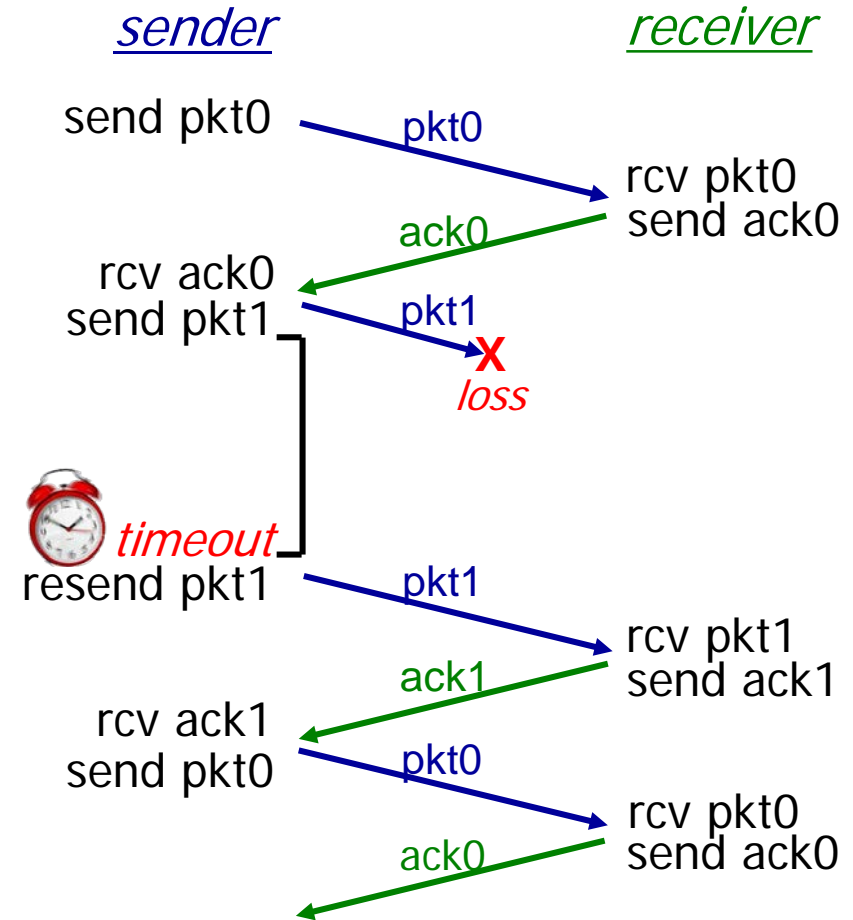 sender
receiver
send pkt0
pkt0
rcv pkt0
send ack0
ack0
rcv ack0
send pkt1
pkt1
X
loss
timeout
resend pkt1
pkt1
rcv pkt1
send ack1
ack1
rcv ack1
send pkt0
pkt0
rcv pkt0
send ack0
ack0